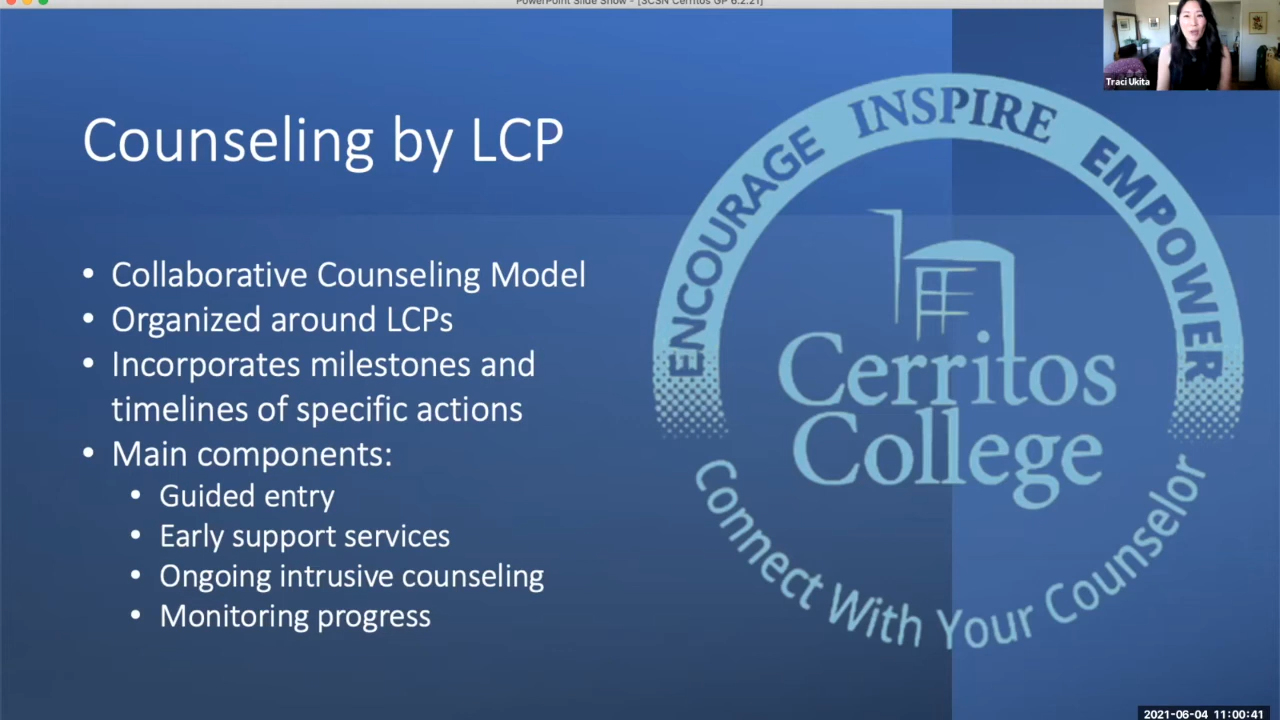 PowerPoint Slide Show - [SCSN Cerritos GP 6.2.21]
Traci Ukita
Counseling by LCP
• Collaborative Counseling Model
• Organized around LCPs
• Incorporates milestones and
timelines of specific actions
• Main components:
• Guided entry
• Early support services
• Ongoing intrusive counseling
• Monitoring progress
ENCOURAGE INSPIRE EMPOWER
Cerritos
College
Connect With Your Counselor
2021-06-04 11:00:41